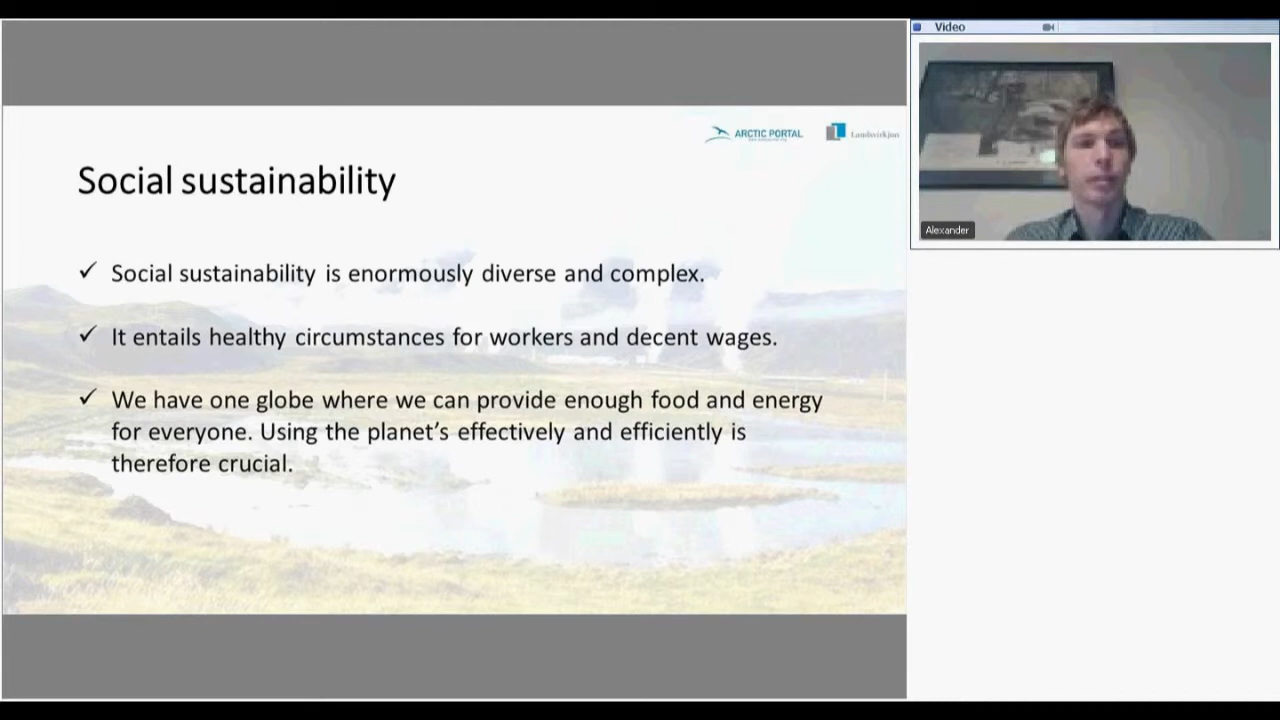 Video
ARCTIC PORTAL
Landsvirkjun
Alexander
Social sustainability
✓ Social sustainability is enormously diverse and complex.
✓ It entails healthy circumstances for workers and decent wages.
✓ We have one globe where we can provide enough food and energy
for everyone. Using the planet’s effectively and efficiently is
therefore crucial.